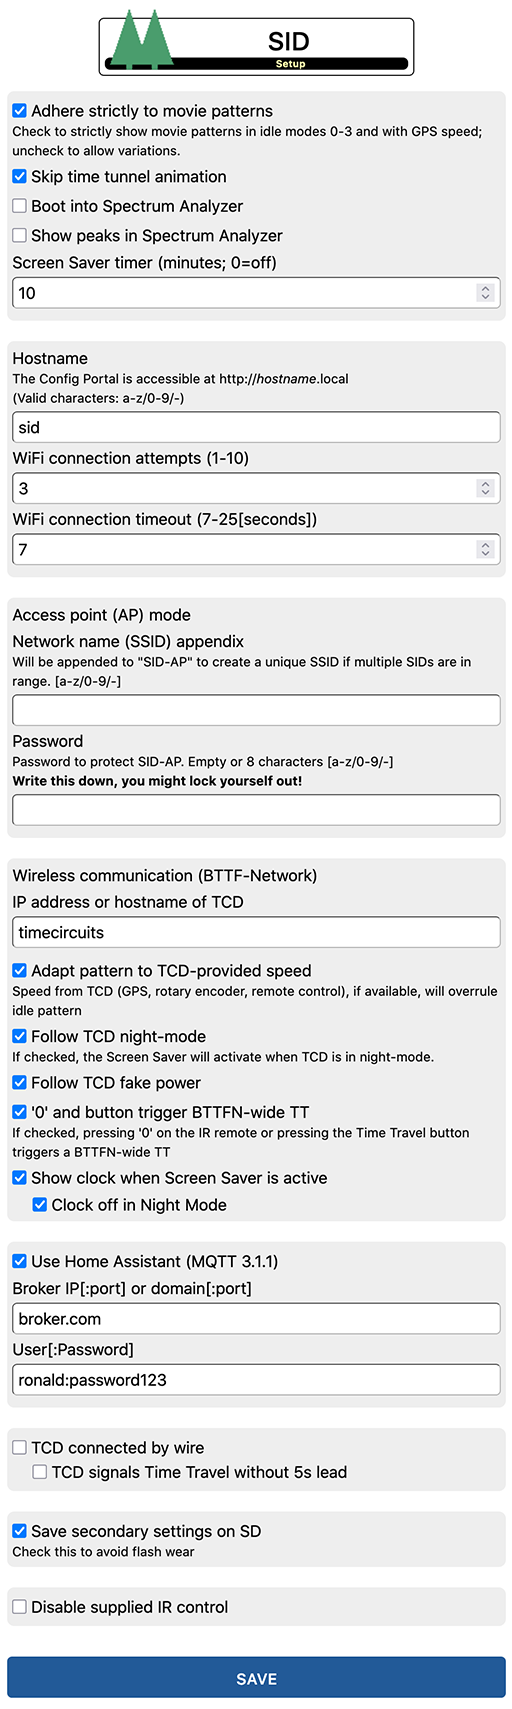 SID
Setup
Adhere strictly to movie patterns
Check to strictly show movie patterns in idle modes 0-3 and with GPS speed;
uncheck to allow variations.
Skip time tunnel animation
Boot into Spectrum Analyzer
Show peaks in Spectrum Analyzer
Screen Saver timer (minutes; 0=off)
10
Hostname
The Config Portal is accessible at http://hostname.local
(Valid characters: a-z/0-9/-)
sid
WiFi connection attempts (1-10)
3
WiFi connection timeout (7-25[seconds])
7
Access point (AP) mode
Network name (SSID) appendix
Will be appended to "SID-AP" to create a unique SSID if multiple SIDs are in
range. [a-z/0-9/-]
Password
Password to protect SID-AP. Empty or 8 characters [a-z/0-9/-]
Write this down, you might lock yourself out!
Wireless communication (BTTF-Network)
IP address or hostname of TCD
timecircuits
Adapt pattern to TCD-provided speed
Speed from TCD (GPS, rotary encoder, remote control), if available, will overrule
idle pattern
Follow TCD night-mode
If checked, the Screen Saver will activate when TCD is in night-mode.
Follow TCD fake power
'0' and button trigger BTTFN-wide TT
If checked, pressing '0' on the IR remote or pressing the Time Travel button
triggers a BTTFN-wide TT
Show clock when Screen Saver is active
Clock off in Night Mode
Use Home Assistant (MQTT 3.1.1)
Broker IP[:port] or domain[:port]
broker.com
User[:Password]
ronald:password123
TCD connected by wire
TCD signals Time Travel without 5s lead
Save secondary settings on SD
Check this to avoid flash wear
Disable supplied IR control
SAVE